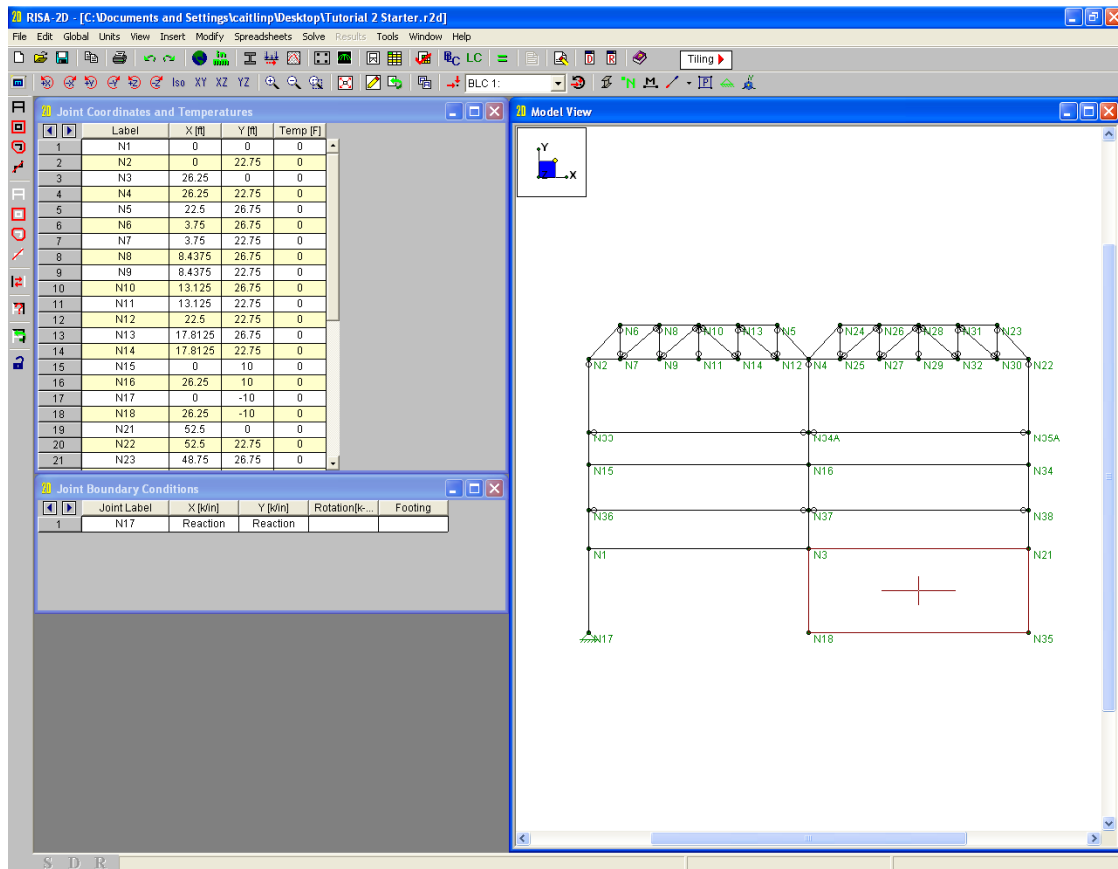 2D RISA-2D - [C:\Documents and Settings\caitlinp\Desktop\Tutorial 2 Starter.r2d]
File Edit Global Units View Insert Modify Spreadsheets Solve Results Tools Window Help
in BC LC = D R Tiling
Iso XY XZ YZ BLC 1: N M P
2D Joint Coordinates and Temperatures
Label X [ft] Y [ft] Temp [F]
1 N1 0 0 0
2 N2 0 22.75 0
3 N3 26.25 0 0
4 N4 26.25 22.75 0
5 N5 22.5 26.75 0
6 N6 3.75 26.75 0
7 N7 3.75 22.75 0
8 N8 8.4375 26.75 0
9 N9 8.4375 22.75 0
10 N10 13.125 26.75 0
11 N11 13.125 22.75 0
12 N12 22.5 22.75 0
13 N13 17.8125 26.75 0
14 N14 17.8125 22.75 0
15 N15 0 10 0
16 N16 26.25 10 0
17 N17 0 -10 0
18 N18 26.25 -10 0
19 N21 52.5 0 0
20 N22 52.5 22.75 0
21 N23 48.75 26.75 0
2D Joint Boundary Conditions
Joint Label X [k/in] Y [k/in] Rotation[k-... Footing
1 N17 Reaction Reaction
2D Model View
Y
X
N6 N8 N10 N13 N5 N24 N26 N28 N31 N23
N2 N7 N9 N11 N14 N12 N4 N25 N27 N29 N32 N30 N22
N33 N34A N35A
N15 N16 N34
N36 N37 N38
N1 N3 N21
N17 N18 N35
S D R